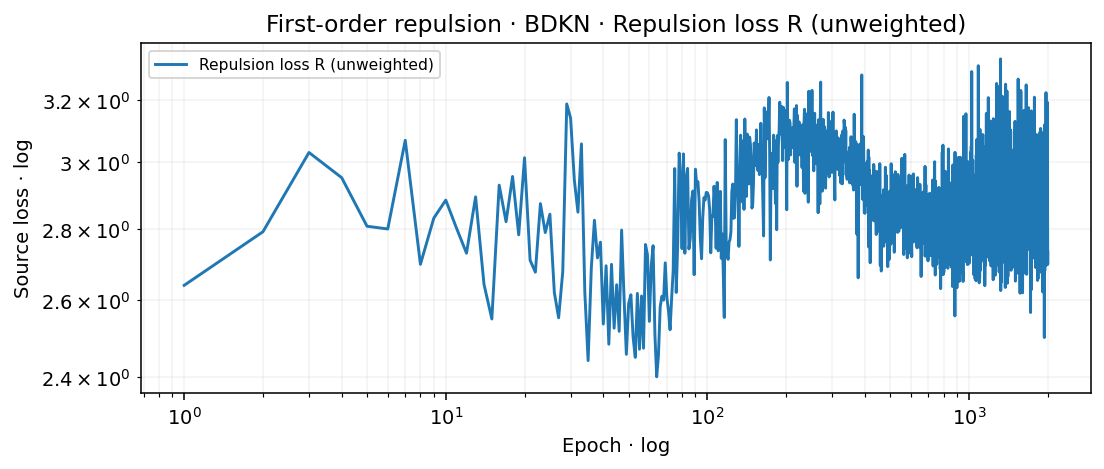 First-order repulsion · BDKN · Repulsion loss R (unweighted)
Repulsion loss R (unweighted)
Source loss · log
3.2 × 10⁰
3 × 10⁰
2.8 × 10⁰
2.6 × 10⁰
2.4 × 10⁰
10⁰ 10¹ 10² 10³
Epoch · log